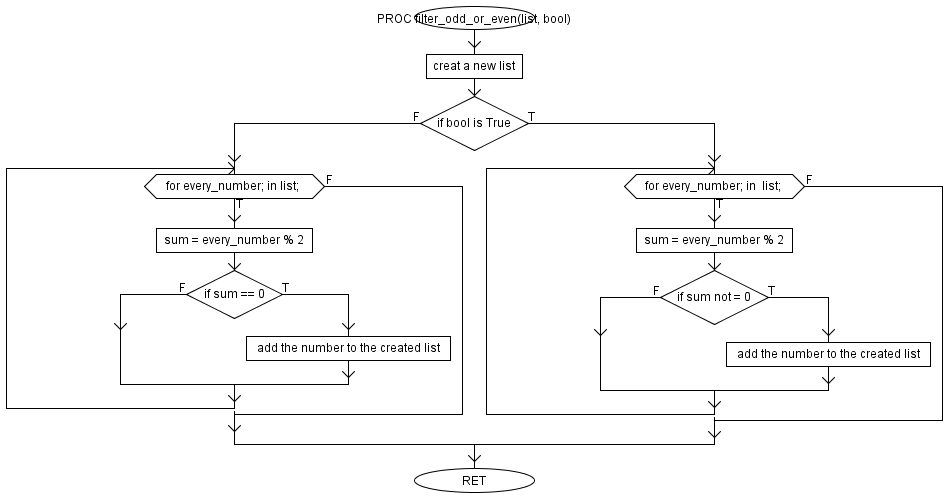 PROC filter_odd_or_even(list, bool)
creat a new list
F
if bool is True
T
for every_number; in list;
F
T
sum = every_number % 2
F
if sum == 0
T
add the number to the created list
for every_number; in  list;
F
T
sum = every_number % 2
F
if sum not = 0
T
add the number to the created list
RET